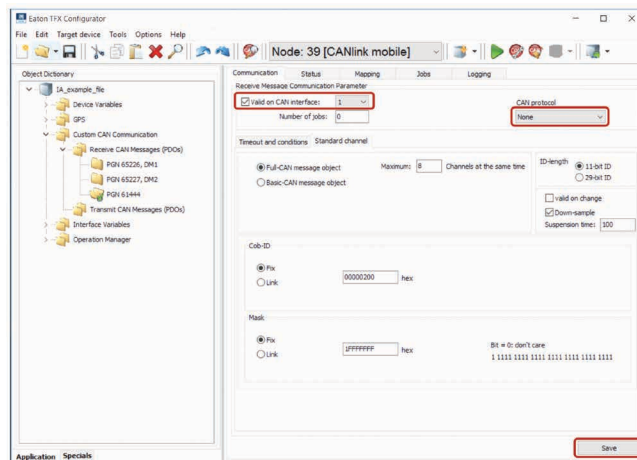 Eaton TFX Configurator
File Edit Target device Tools Options Help
Node: 39 [CANlink mobile]
Object Dictionary
IA_example_file
Device Variables
GPS
Custom CAN Communication
Receive CAN Messages (PDOs)
PGN 65226, DM1
PGN 65227, DM2
PGN 61444
Transmit CAN Messages (PDOs)
Interface Variables
Operation Manager
Application Specials
Communication Status Mapping Jobs Logging
Receive Message Communication Parameter
Valid on CAN interface: 1
Number of jobs: 0
CAN protocol
None
Timeout and conditions Standard channel
Full-CAN message object
Basic-CAN message object
Maximum: 8 Channels at the same time
ID-length
11-bit ID
29-bit ID
valid on change
Down-sample
Suspension time: 100
Cob-ID
Fix
Link
00000200 hex
Mask
Fix
Link
1FFFFFFF hex
Bit = 0: don't care
1 1111 1111 1111 1111 1111 1111 1111
Save